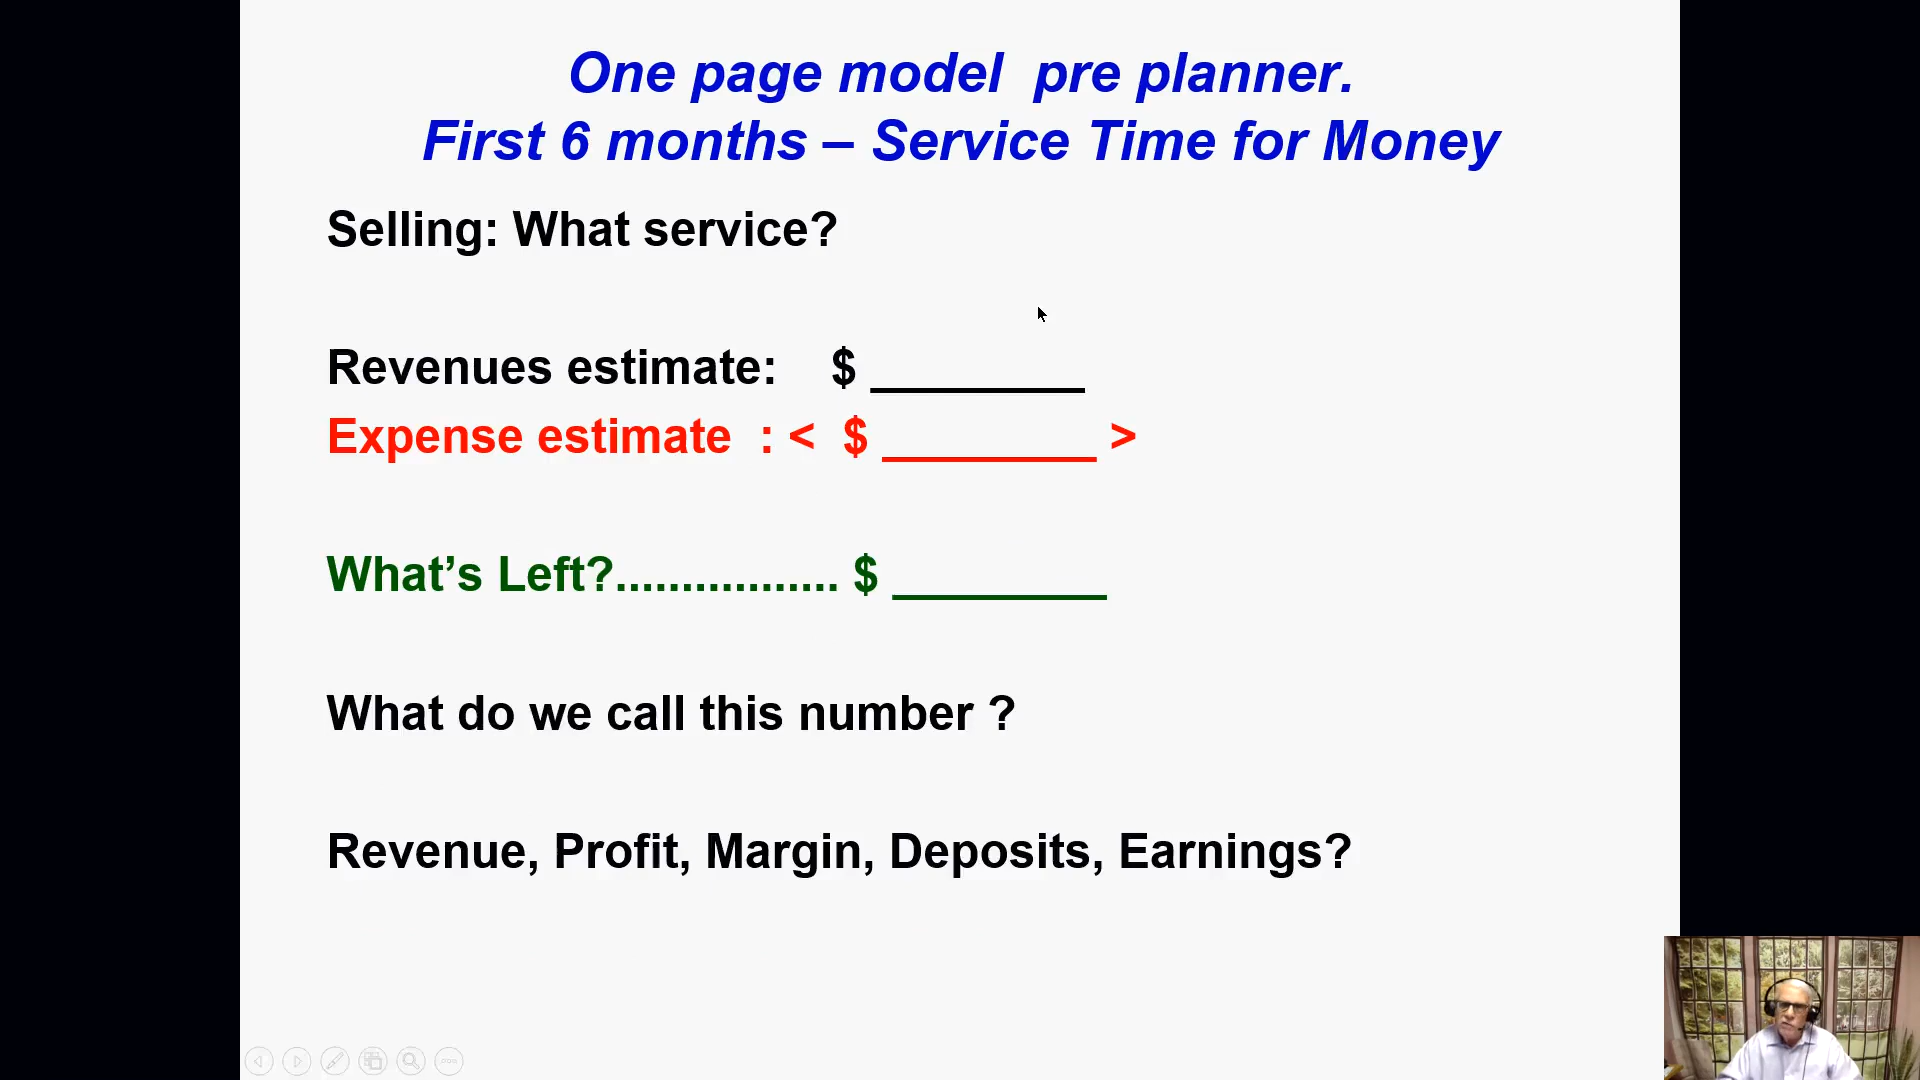 One page model  pre planner.
First 6 months – Service Time for Money
Selling: What service?
Revenues estimate:    $ ________
Expense estimate  : <  $ ________ >
What’s Left?................. $ ________
What do we call this number ?
Revenue, Profit, Margin, Deposits, Earnings?